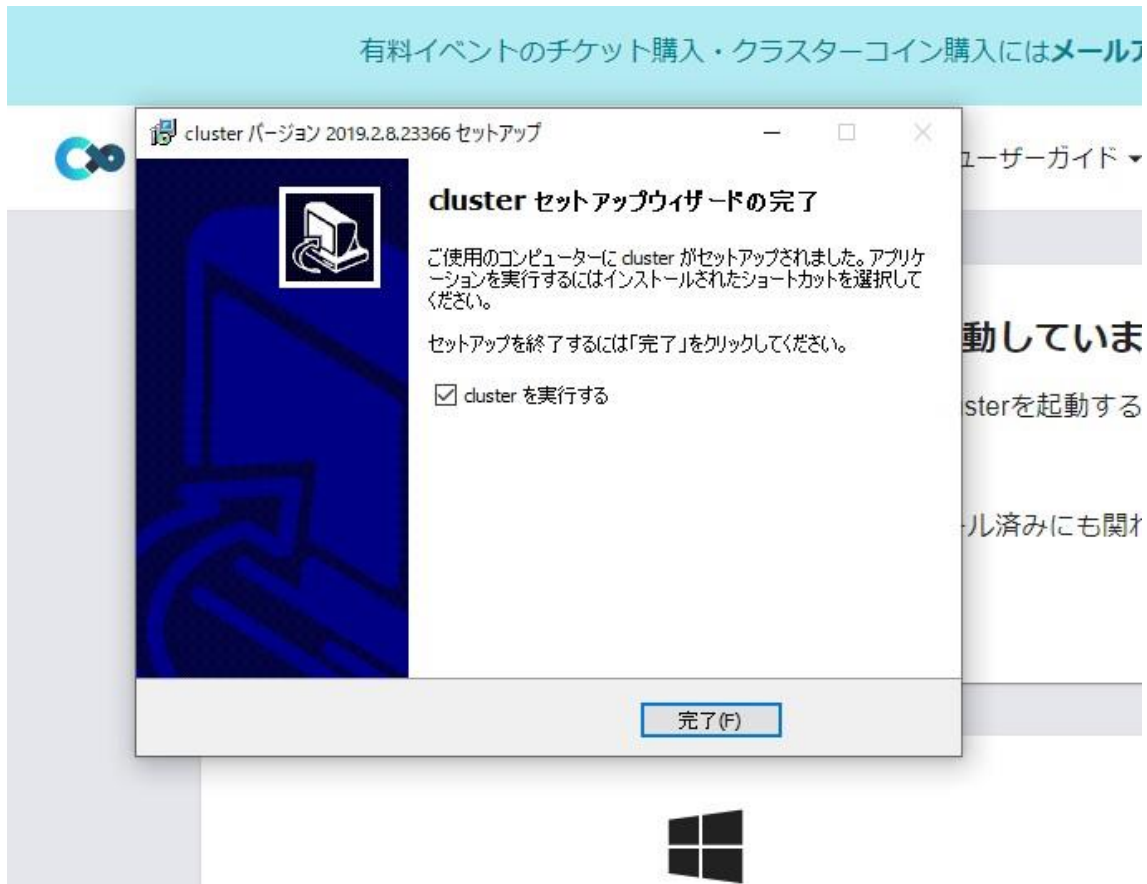 有料イベントのチケット購入・クラスターコイン購入にはメール
cluster バージョン 2019.2.8.23366 セットアップ
ユーザーガイド
cluster セットアップウィザードの完了
ご使用のコンピューターに cluster がセットアップされました。アプリケ
ーションを実行するにはインストールされたショートカットを選択して
ください。
セットアップを終了するには「完了」をクリックしてください。
cluster を実行する
動していま
sterを起動する
ル済みにも関
完了(F)